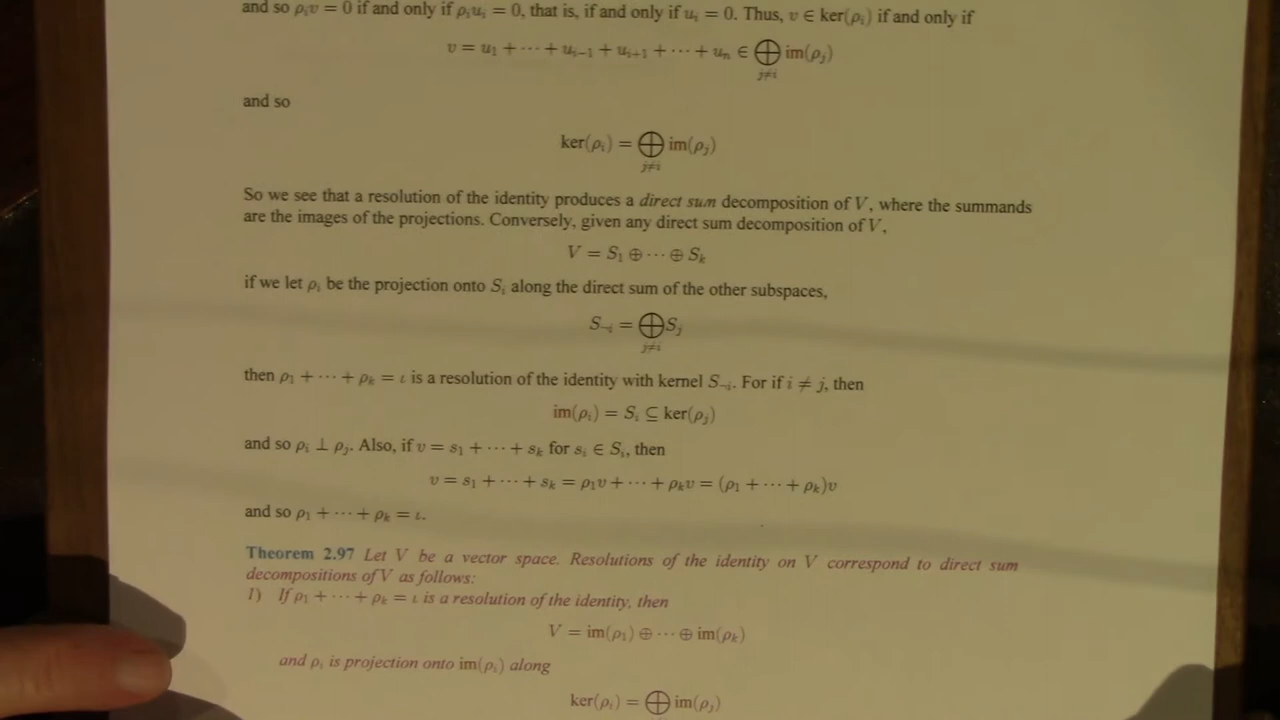 and so ρᵢv = 0 if and only if ρᵢuᵢ = 0, that is, if and only if uᵢ = 0. Thus, v ∈ ker(ρᵢ) if and only if
v = u₁ + ⋯ + uᵢ₋₁ + uᵢ₊₁ + ⋯ + uₙ ∈ ⨁ im(ρⱼ)
j≠i
and so
ker(ρᵢ) = ⨁ im(ρⱼ)
j≠i
So we see that a resolution of the identity produces a direct sum decomposition of V, where the summands
are the images of the projections. Conversely, given any direct sum decomposition of V,
V = S₁ ⊕ ⋯ ⊕ Sₖ
if we let ρᵢ be the projection onto Sᵢ along the direct sum of the other subspaces,
S₋ᵢ = ⨁ Sⱼ
j≠i
then ρ₁ + ⋯ + ρₖ = ι is a resolution of the identity with kernel S₋ᵢ. For if i ≠ j, then
im(ρᵢ) = Sᵢ ⊆ ker(ρⱼ)
and so ρᵢ ⊥ ρⱼ. Also, if v = s₁ + ⋯ + sₖ for sᵢ ∈ Sᵢ, then
v = s₁ + ⋯ + sₖ = ρ₁v + ⋯ + ρₖv = (ρ₁ + ⋯ + ρₖ)v
and so ρ₁ + ⋯ + ρₖ = ι.
Theorem 2.97 Let V be a vector space. Resolutions of the identity on V correspond to direct sum
decompositions of V as follows:
1) If ρ₁ + ⋯ + ρₖ = ι is a resolution of the identity, then
V = im(ρ₁) ⊕ ⋯ ⊕ im(ρₖ)
and ρᵢ is projection onto im(ρᵢ) along
ker(ρᵢ) = ⨁ im(ρⱼ)